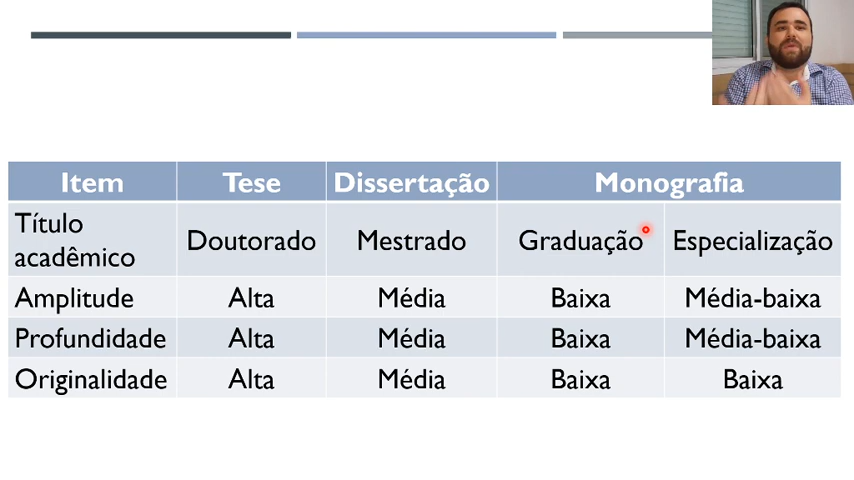 Item Tese Dissertação Monografia
Título
acadêmico Doutorado Mestrado Graduação Especialização
Amplitude Alta Média Baixa Média-baixa
Profundidade Alta Média Baixa Média-baixa
Originalidade Alta Média Baixa Baixa